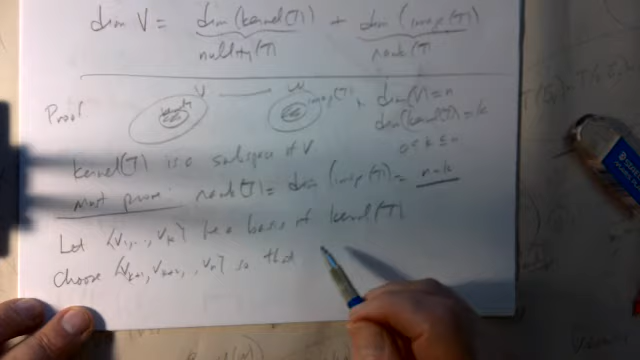 dim V = dim (kernel(T)) + dim (image(T))
nullity(T) rank(T)
Proof V W image(T) dim(V) = n
dim(kernel(T)) = k
0 ≤ k ≤ n
kernel(T) is a subspace of V
must prove: rank(T) = dim (image(T)) = n-k
Let {v1, .., vk} be a basis of kernel(T)
Choose {vk+1, vk+2, .., vn} so that